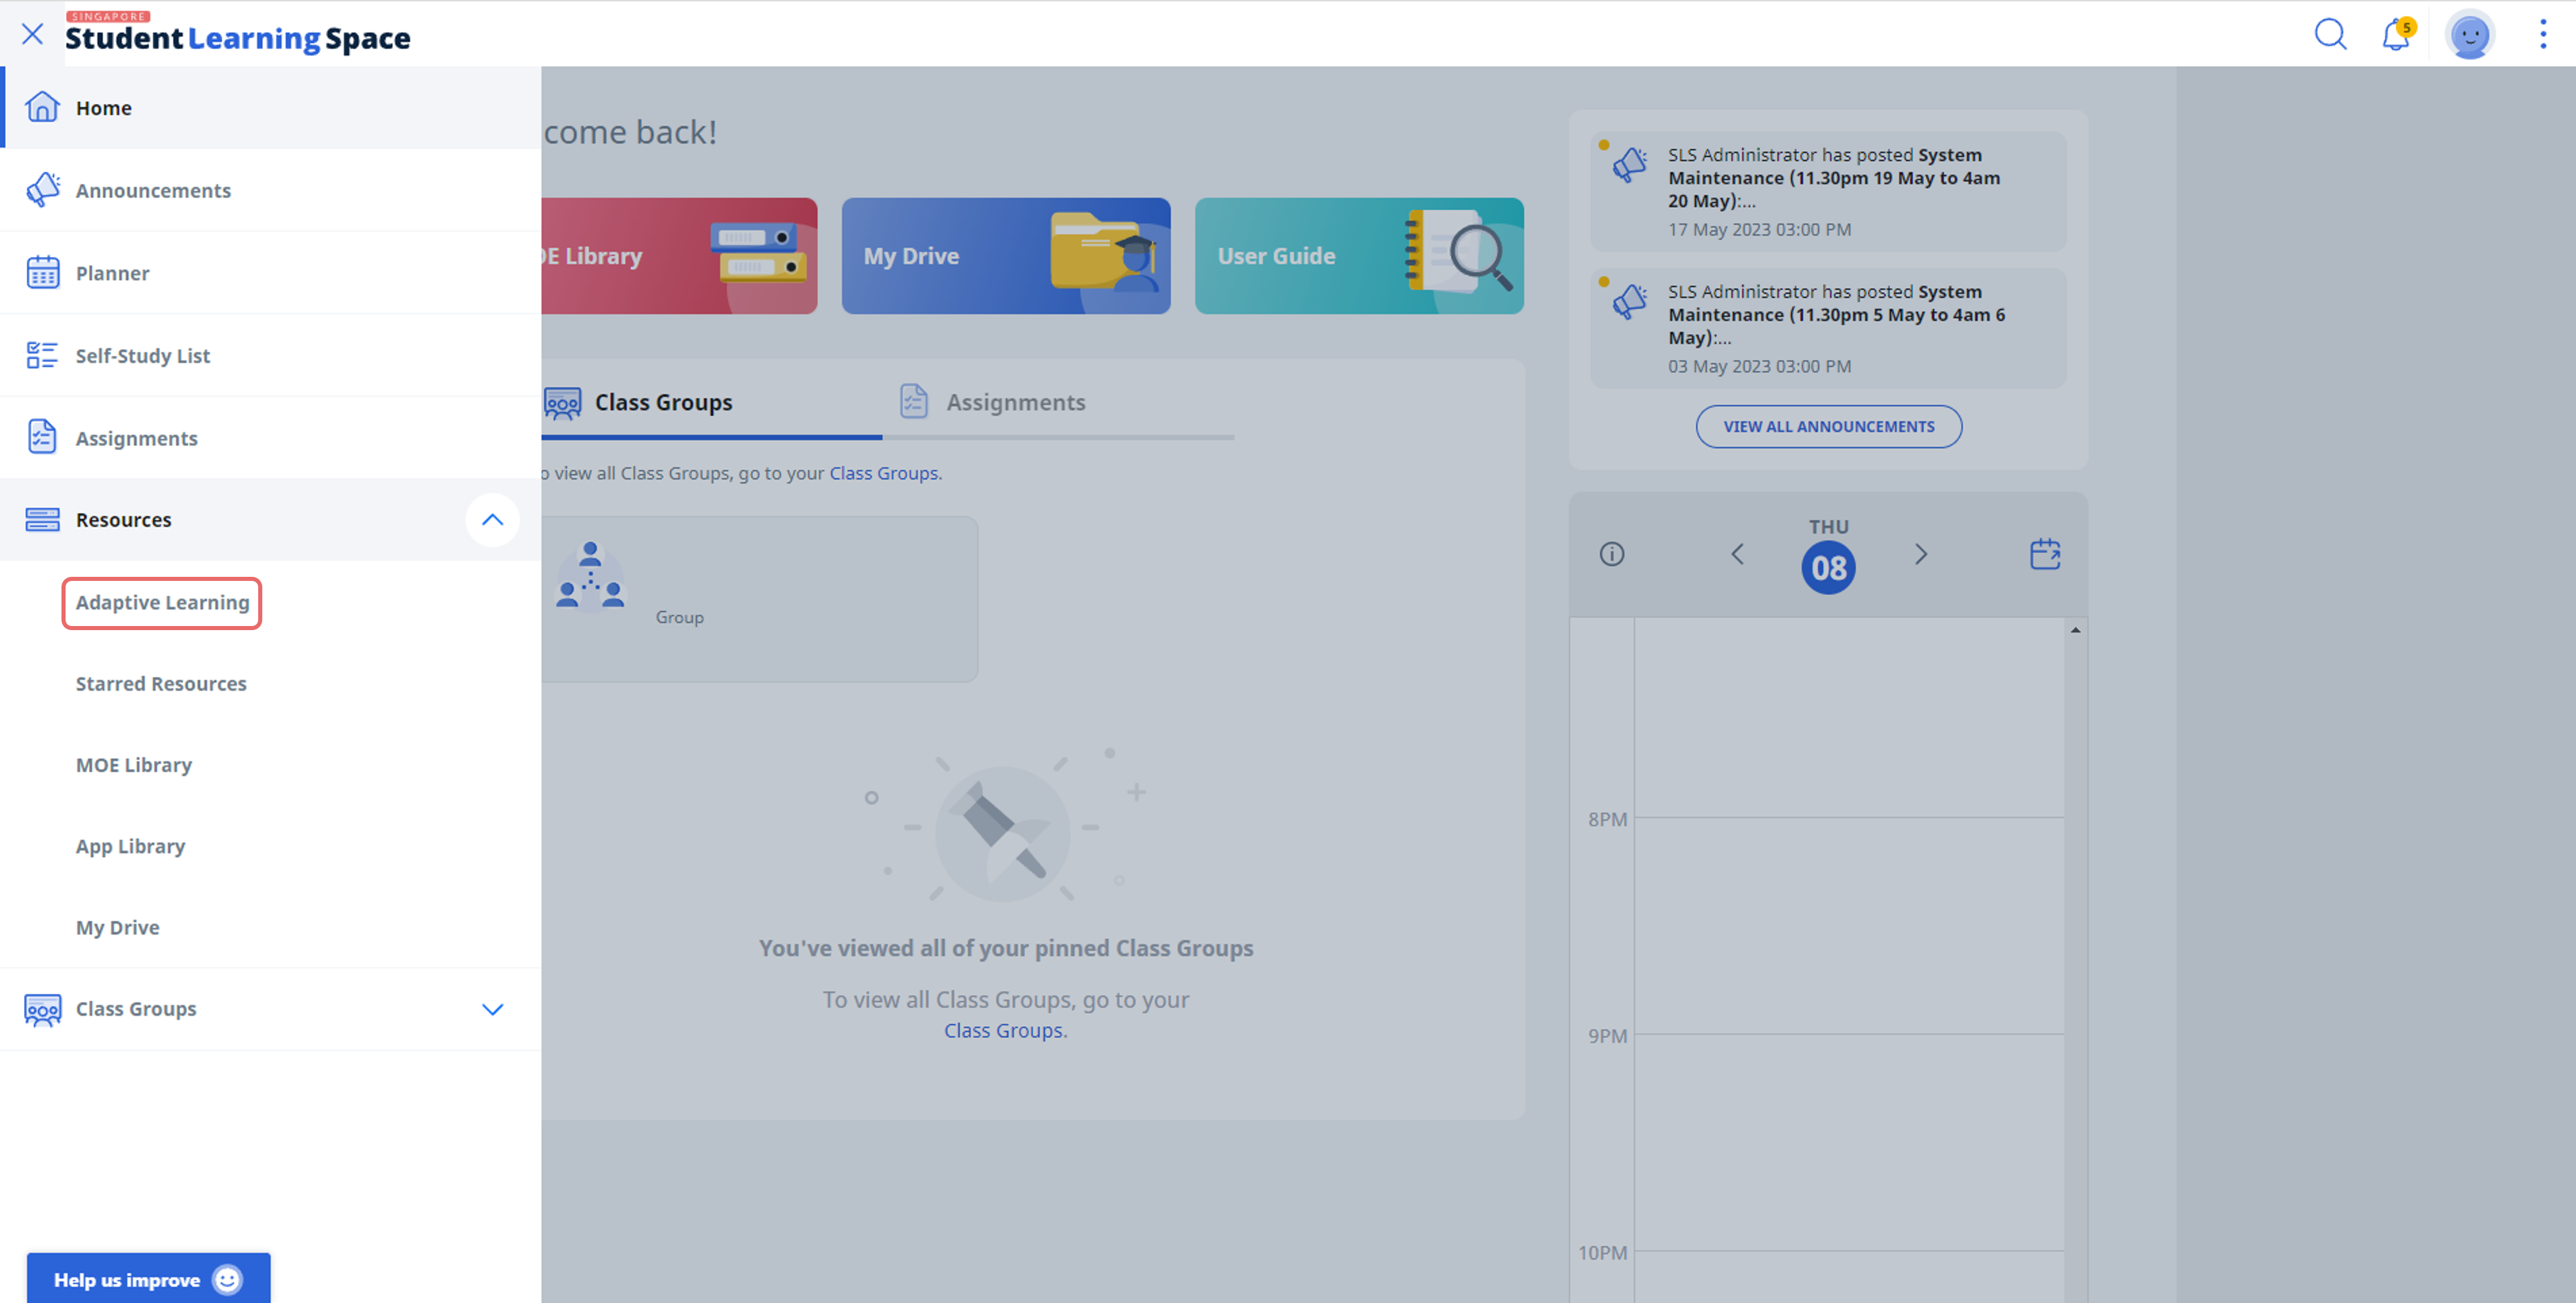 SINGAPORE
Student Learning Space
5
Home
Announcements
Planner
Self-Study List
Assignments
Resources
Adaptive Learning
Starred Resources
MOE Library
App Library
My Drive
Class Groups
Help us improve
come back!
OE Library
My Drive
User Guide
Class Groups
Assignments
o view all Class Groups, go to your Class Groups.
Group
You've viewed all of your pinned Class Groups
To view all Class Groups, go to your
Class Groups.
SLS Administrator has posted System
Maintenance (11.30pm 19 May to 4am
20 May):...
17 May 2023 03:00 PM
SLS Administrator has posted System
Maintenance (11.30pm 5 May to 4am 6
May):...
03 May 2023 03:00 PM
VIEW ALL ANNOUNCEMENTS
THU
08
8PM
9PM
10PM